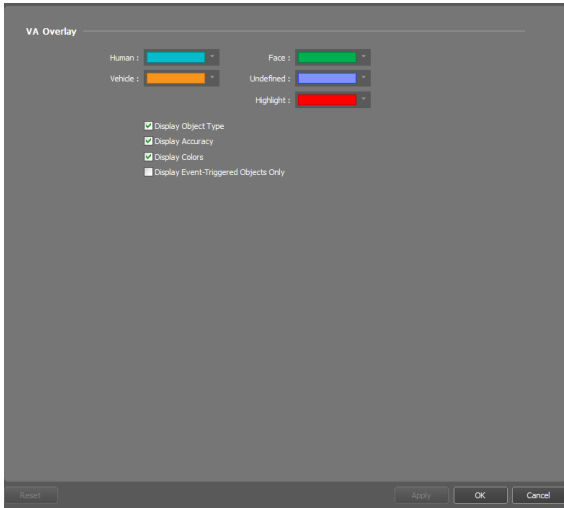 VA Overlay
Human : Face :
Vehicle : Undefined :
Highlight :
Display Object Type
Display Accuracy
Display Colors
Display Event-Triggered Objects Only
Reset Apply OK Cancel